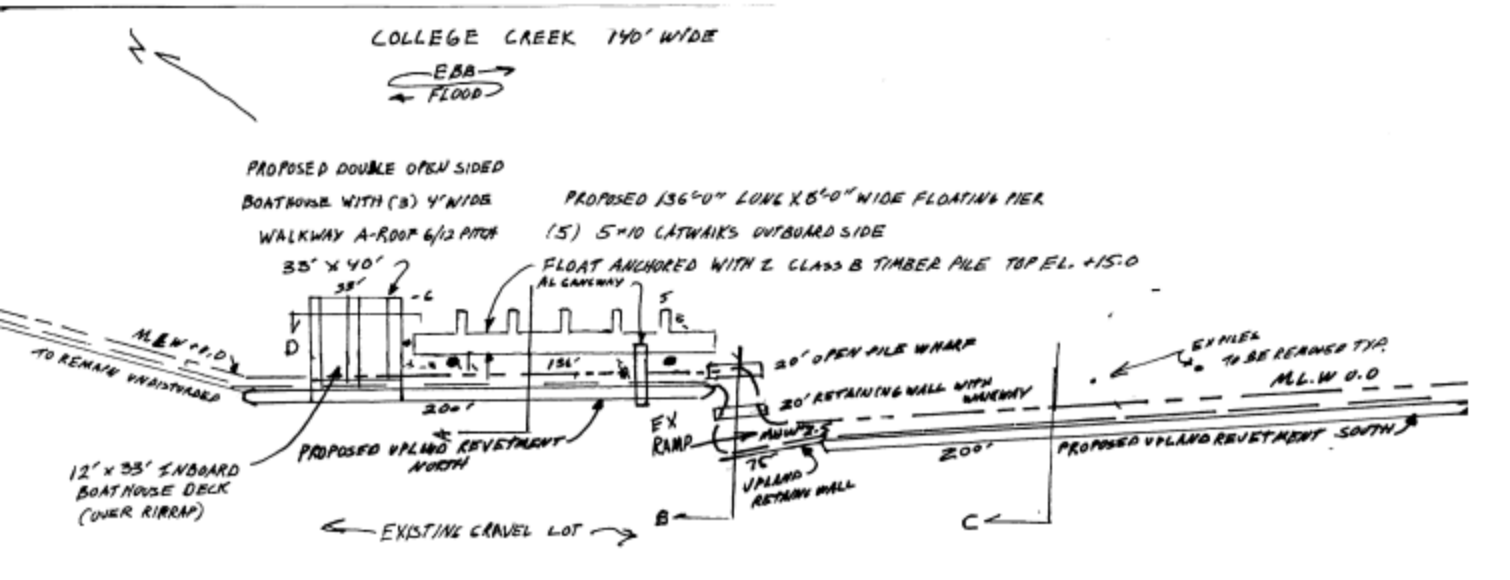 COLLEGE CREEK 140' WIDE
EBB
FLOOD
N
PROPOSED DOUBLE OPEN SIDED
BOATHOUSE WITH (3) 4' WIDE
WALKWAY A-ROOF 6/12 PITCH
33' X 40'
33'
PROPOSED 136'-0" LONG X 8'-0" WIDE FLOATING PIER
(5) 5×10 CATWALKS OUTBOARD SIDE
FLOAT ANCHORED WITH 2 CLASS B TIMBER PILE TOP EL. +15.0
AL GANGWAY
5
D
136'
TO REMAIN UNDISTURBED
200'
A
PROPOSED UPLAND REVETMENT
NORTH
12' X 33' INBOARD
BOATHOUSE DECK
(OVER RIPRAP)
EXISTING GRAVEL LOT
20' OPEN PILE WHARF
20' RETAINING WALL WITH
WALKWAY
EX
RAMP
75'
UPLAND
RETAINING WALL
B
EX PILES
TO BE REMOVED TYP.
M.L.W 0.0
200'
PROPOSED UPLAND REVETMENT SOUTH
C